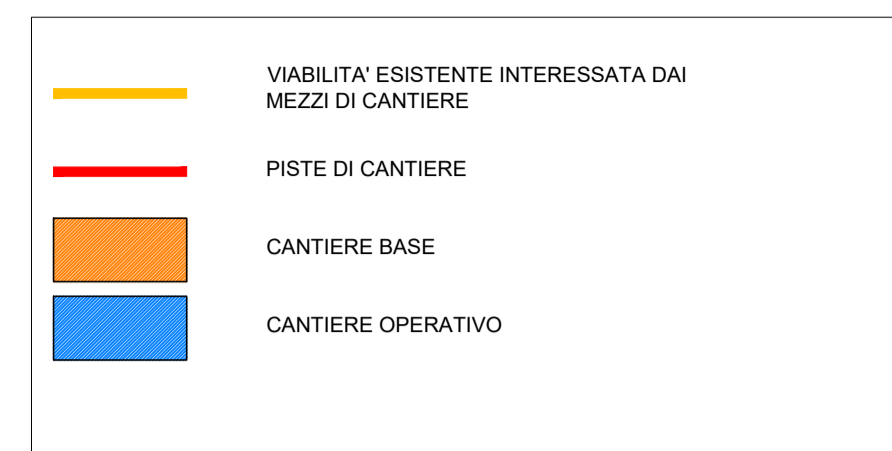 VIABILITA' ESISTENTE INTERESSATA DAI
MEZZI DI CANTIERE
PISTE DI CANTIERE
CANTIERE BASE
CANTIERE OPERATIVO